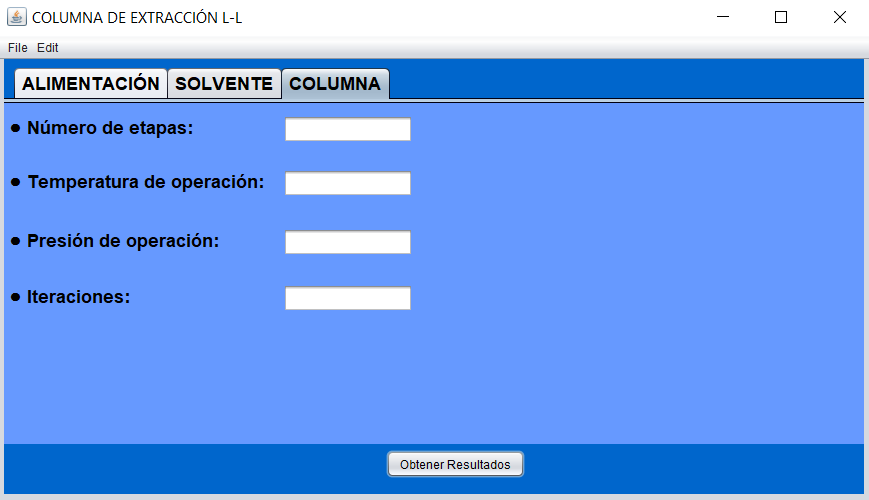 COLUMNA DE EXTRACCIÓN L-L
File Edit
ALIMENTACIÓN SOLVENTE COLUMNA
● Número de etapas:
● Temperatura de operación:
● Presión de operación:
● Iteraciones:
Obtener Resultados